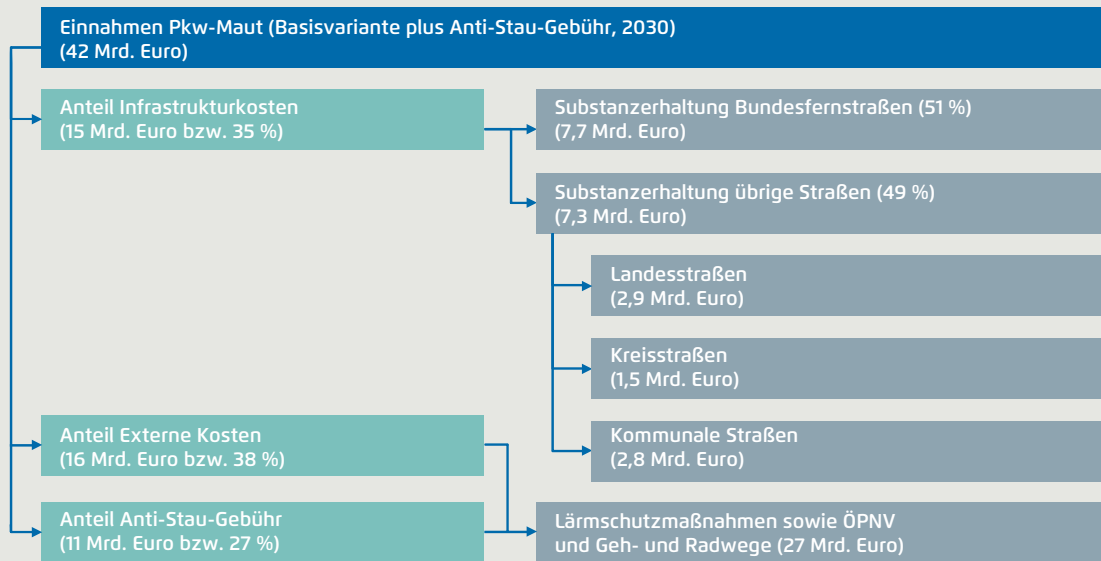 Einnahmen Pkw-Maut (Basisvariante plus Anti-Stau-Gebühr, 2030)
(42 Mrd. Euro)
Anteil Infrastrukturkosten
(15 Mrd. Euro bzw. 35 %)
Substanzerhaltung Bundesfernstraßen (51 %)
(7,7 Mrd. Euro)
Substanzerhaltung übrige Straßen (49 %)
(7,3 Mrd. Euro)
Landesstraßen
(2,9 Mrd. Euro)
Kreisstraßen
(1,5 Mrd. Euro)
Kommunale Straßen
(2,8 Mrd. Euro)
Anteil Externe Kosten
(16 Mrd. Euro bzw. 38 %)
Anteil Anti-Stau-Gebühr
(11 Mrd. Euro bzw. 27 %)
Lärmschutzmaßnahmen sowie ÖPNV
und Geh- und Radwege (27 Mrd. Euro)